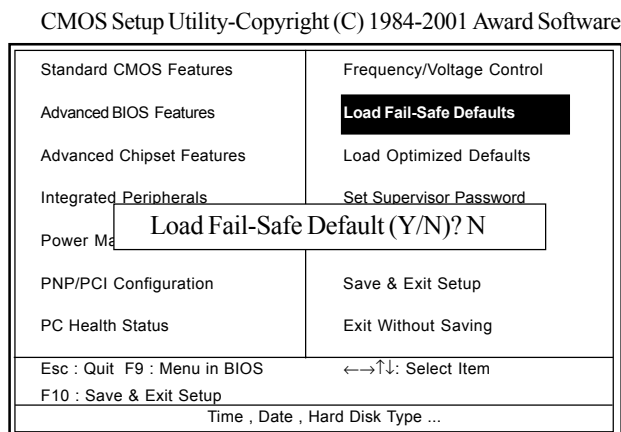 CMOS Setup Utility-Copyright (C) 1984-2001 Award Software
Standard CMOS Features
Frequency/Voltage Control
Advanced BIOS Features
Load Fail-Safe Defaults
Advanced Chipset Features
Load Optimized Defaults
Integrated Peripherals
Set Supervisor Password
Load Fail-Safe Default (Y/N)? N
Power
PNP/PCI Configuration
Save & Exit Setup
PC Health Status
Exit Without Saving
Esc : Quit F9 : Menu in BIOS
←→↑↓: Select Item
F10 : Save & Exit Setup
Time , Date , Hard Disk Type ...